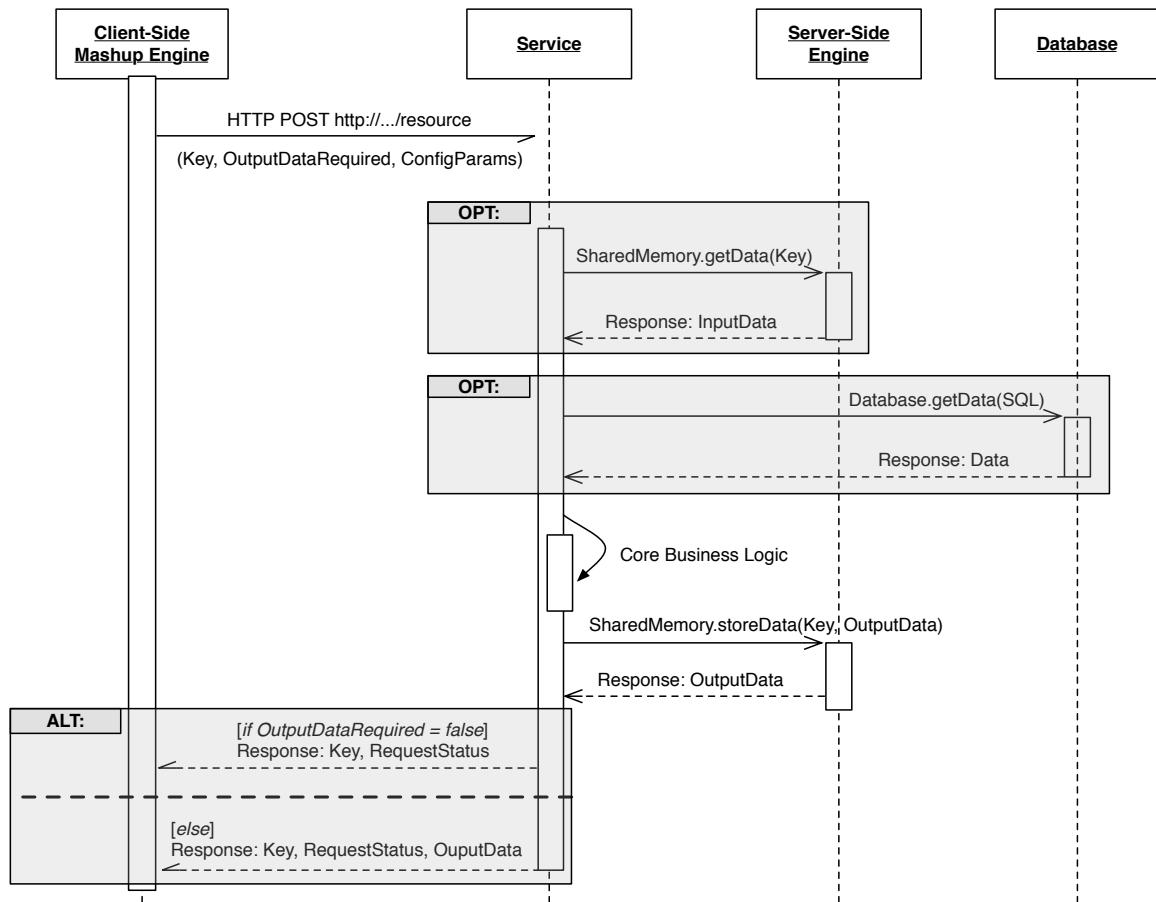 Client-Side
Mashup Engine
Service
Server-Side
Engine
Database
HTTP POST http://.../resource
(Key, OutputDataRequired, ConfigParams)
OPT:
SharedMemory.getData(Key)
Response: InputData
OPT:
Database.getData(SQL)
Response: Data
Core Business Logic
SharedMemory.storeData(Key, OutputData)
Response: OutputData
ALT:
[if OutputDataRequired = false]
Response: Key, RequestStatus
[else]
Response: Key, RequestStatus, OuputData